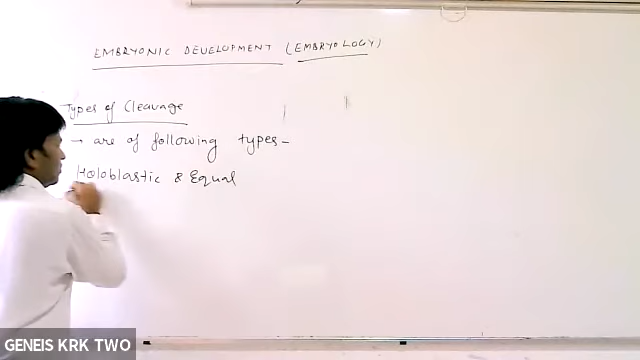 EMBRYONIC DEVELOPMENT (EMBRYOLOGY)
Types of Cleavage
→ are of following types-
Holoblastic & Equal
GENEIS KRK TWO